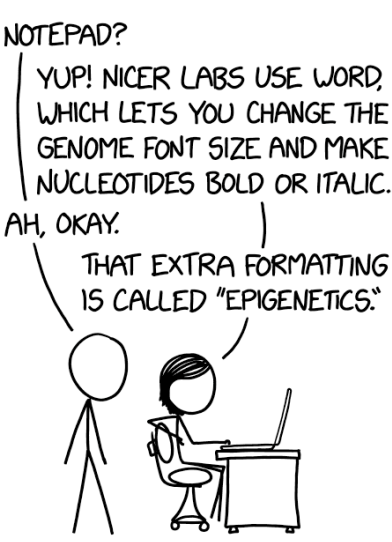 NOTEPAD?
YUP! NICER LABS USE WORD,
WHICH LETS YOU CHANGE THE
GENOME FONT SIZE AND MAKE
NUCLEOTIDES BOLD OR ITALIC.
AH, OKAY.
THAT EXTRA FORMATTING
IS CALLED "EPIGENETICS."